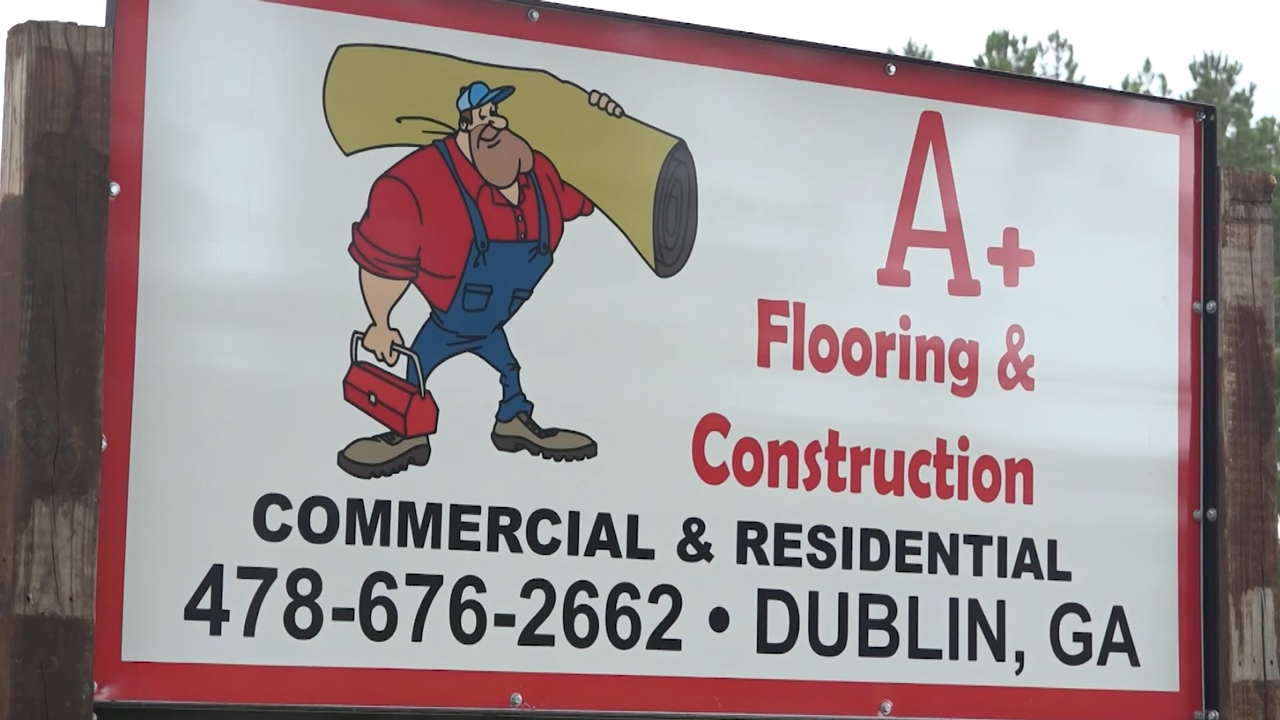 A+
Flooring &
Construction
COMMERCIAL & RESIDENTIAL
478-676-2662 • DUBLIN, GA